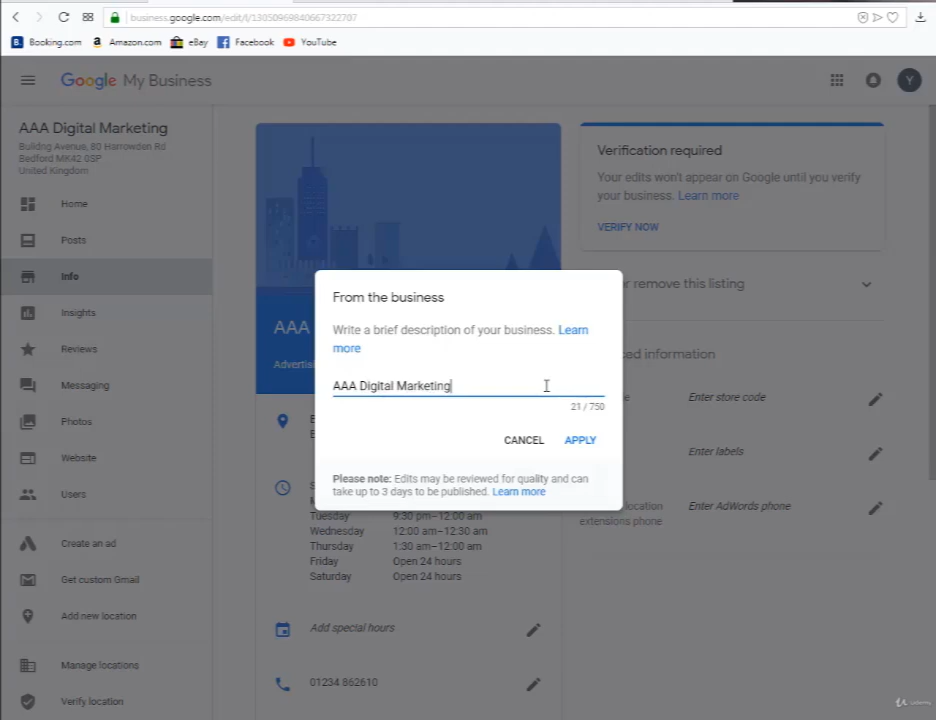 business.google.com/edit/l/13050969840667322707
Booking.com
Amazon.com
eBay
Facebook
YouTube
Google My Business
Y
AAA Digital Marketing
Buildng Avenue, 80 Harrowden Rd
Bedford MK42 0SP
United Kingdom
Home
Posts
Info
Insights
Reviews
Messaging
Photos
Website
Users
Create an ad
Get custom Gmail
Add new location
Manage locations
Verify location
AAA
Verification required
Your edits won't appear on Google until you verify
your business. Learn more
VERIFY NOW
r remove this listing
ed information
Enter store code
Enter labels
location
extensions phone
Enter AdWords phone
From the business
Write a brief description of your business. Learn
more
AAA Digital Marketing
21 / 750
CANCEL
APPLY
Please note: Edits may be reviewed for quality and can
take up to 3 days to be published. Learn more
Tuesday 9:30 pm–12:00 am
Wednesday 12:00 am–12:30 am
Thursday 1:30 am–12:00 am
Friday Open 24 hours
Saturday Open 24 hours
Add special hours
01234 862610
Udemy